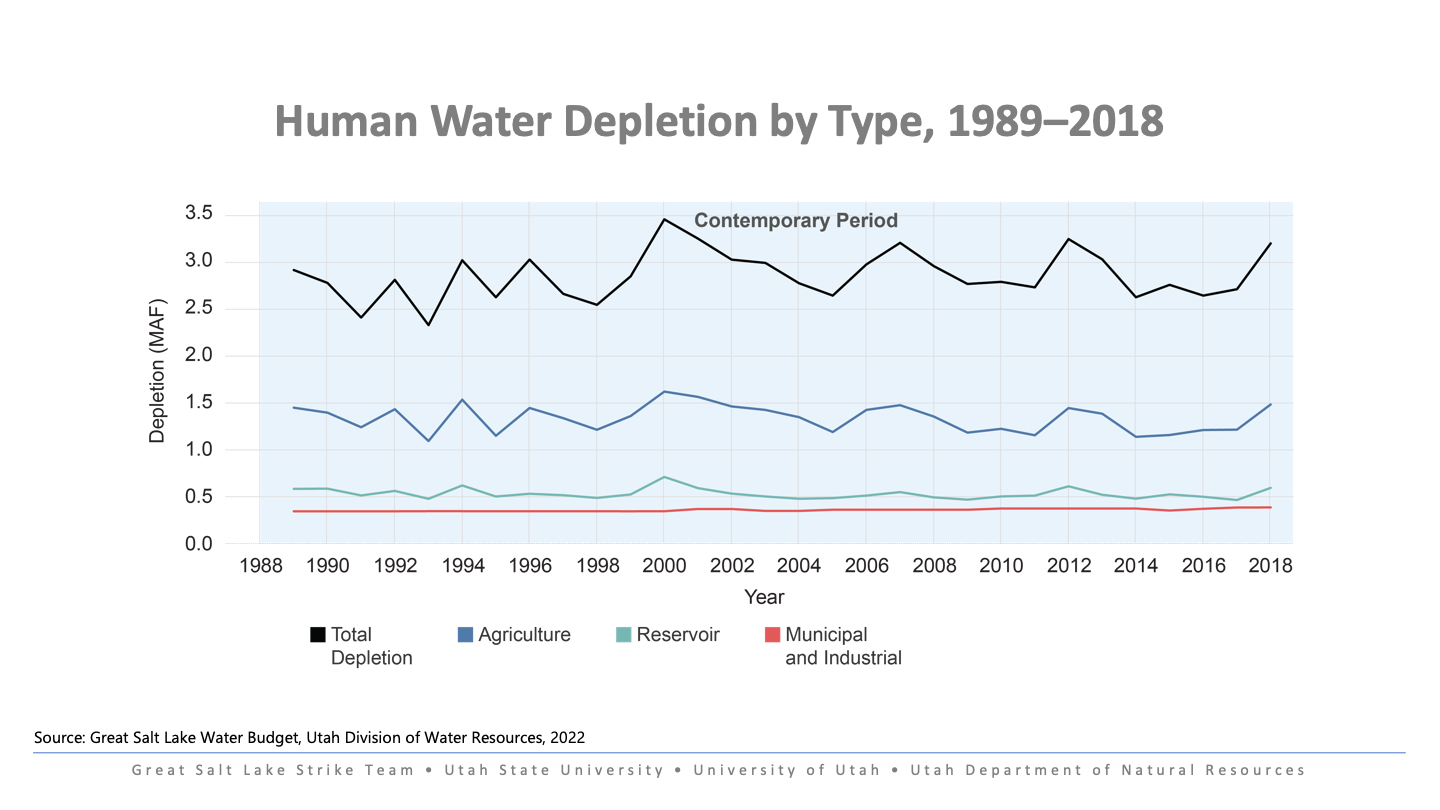 Human Water Depletion by Type, 1989–2018
Contemporary Period
3.5
3.0
2.5
2.0
1.5
1.0
0.5
0.0
Depletion (MAF)
1988 1990 1992 1994 1996 1998 2000 2002 2004 2006 2008 2010 2012 2014 2016 2018
Year
Total Agriculture Reservoir Municipal
Depletion and Industrial
Source: Great Salt Lake Water Budget, Utah Division of Water Resources, 2022
Great Salt Lake Strike Team • Utah State University • University of Utah • Utah Department of Natural Resources